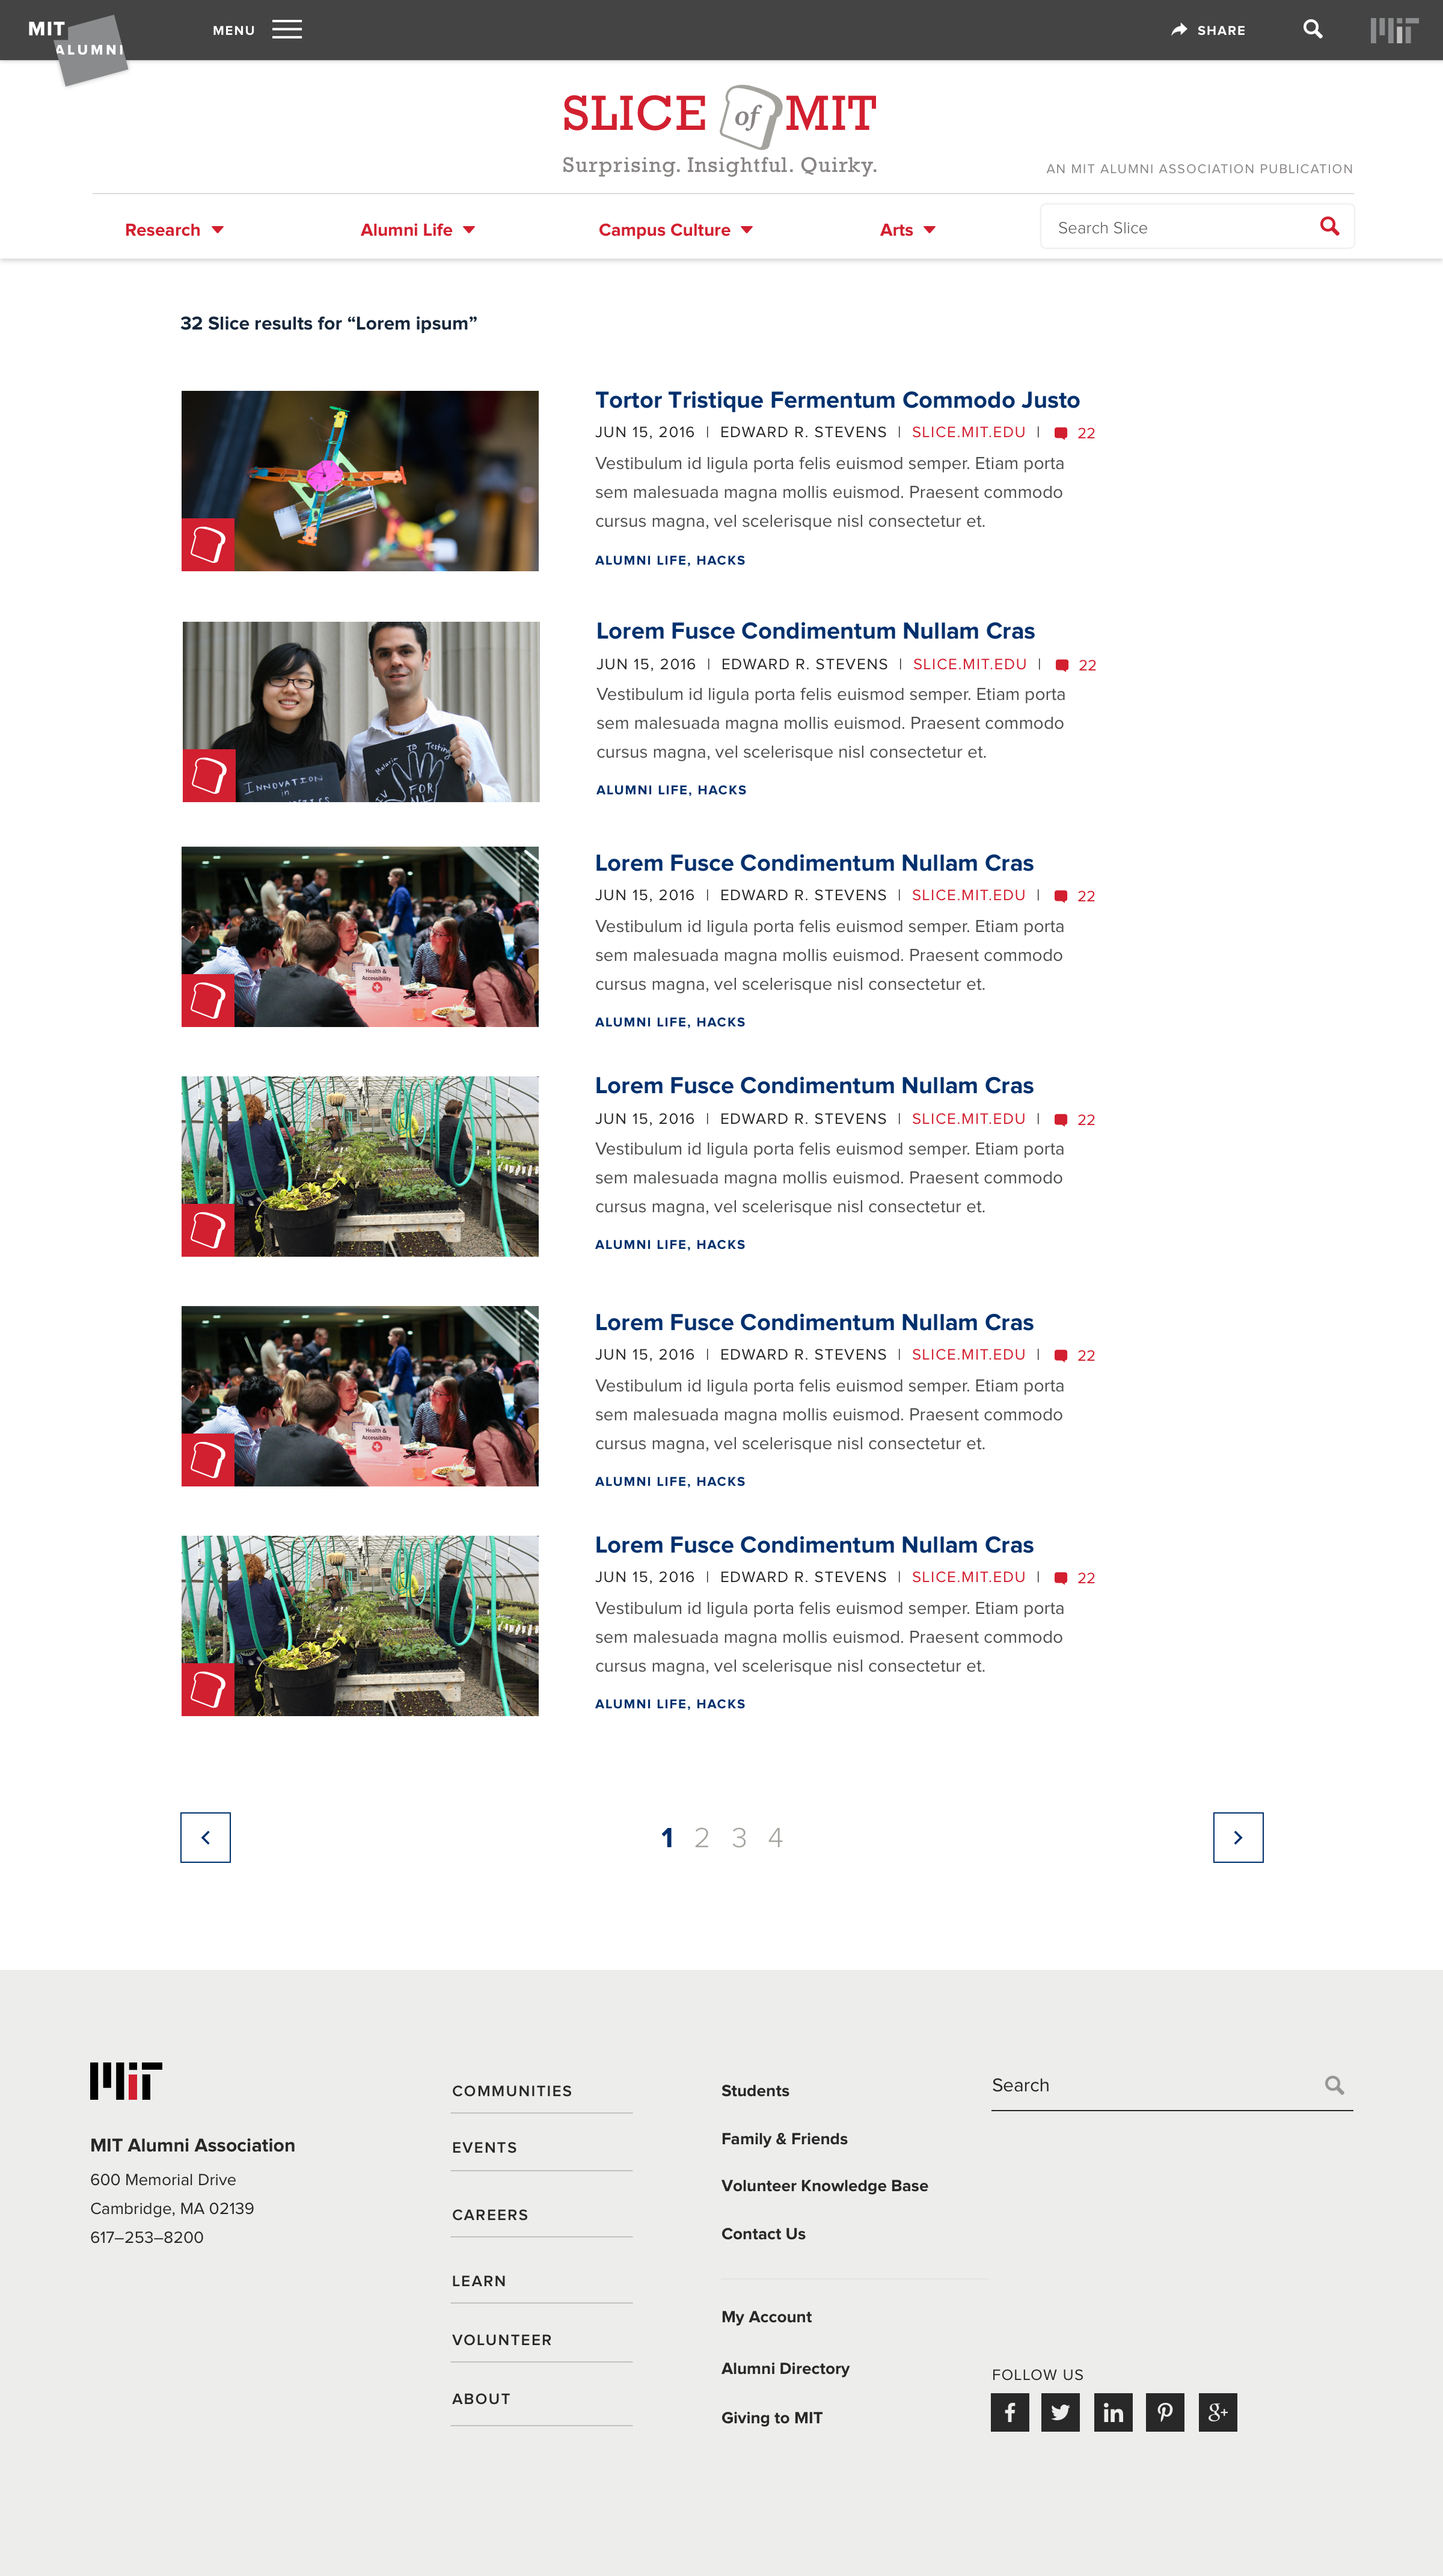 MIT
ALUMNI
MENU
SHARE
MIT
SLICE of MIT
Surprising. Insightful. Quirky.
AN MIT ALUMNI ASSOCIATION PUBLICATION
Research
Alumni Life
Campus Culture
Arts
Search Slice
32 Slice results for “Lorem ipsum”
Tortor Tristique Fermentum Commodo Justo
JUN 15, 2016 | EDWARD R. STEVENS | SLICE.MIT.EDU | 22
Vestibulum id ligula porta felis euismod semper. Etiam porta
sem malesuada magna mollis euismod. Praesent commodo
cursus magna, vel scelerisque nisl consectetur et.
ALUMNI LIFE, HACKS
INNOVATION
in
TB Testing
FOR
Lorem Fusce Condimentum Nullam Cras
JUN 15, 2016 | EDWARD R. STEVENS | SLICE.MIT.EDU | 22
Vestibulum id ligula porta felis euismod semper. Etiam porta
sem malesuada magna mollis euismod. Praesent commodo
cursus magna, vel scelerisque nisl consectetur et.
ALUMNI LIFE, HACKS
Health &
Accessibility
Lorem Fusce Condimentum Nullam Cras
JUN 15, 2016 | EDWARD R. STEVENS | SLICE.MIT.EDU | 22
Vestibulum id ligula porta felis euismod semper. Etiam porta
sem malesuada magna mollis euismod. Praesent commodo
cursus magna, vel scelerisque nisl consectetur et.
ALUMNI LIFE, HACKS
Lorem Fusce Condimentum Nullam Cras
JUN 15, 2016 | EDWARD R. STEVENS | SLICE.MIT.EDU | 22
Vestibulum id ligula porta felis euismod semper. Etiam porta
sem malesuada magna mollis euismod. Praesent commodo
cursus magna, vel scelerisque nisl consectetur et.
ALUMNI LIFE, HACKS
Health &
Accessibility
Lorem Fusce Condimentum Nullam Cras
JUN 15, 2016 | EDWARD R. STEVENS | SLICE.MIT.EDU | 22
Vestibulum id ligula porta felis euismod semper. Etiam porta
sem malesuada magna mollis euismod. Praesent commodo
cursus magna, vel scelerisque nisl consectetur et.
ALUMNI LIFE, HACKS
Lorem Fusce Condimentum Nullam Cras
JUN 15, 2016 | EDWARD R. STEVENS | SLICE.MIT.EDU | 22
Vestibulum id ligula porta felis euismod semper. Etiam porta
sem malesuada magna mollis euismod. Praesent commodo
cursus magna, vel scelerisque nisl consectetur et.
ALUMNI LIFE, HACKS
1 2 3 4
MIT
MIT Alumni Association
600 Memorial Drive
Cambridge, MA 02139
617–253–8200
COMMUNITIES
EVENTS
CAREERS
LEARN
VOLUNTEER
ABOUT
Students
Family & Friends
Volunteer Knowledge Base
Contact Us
My Account
Alumni Directory
Giving to MIT
Search
FOLLOW US